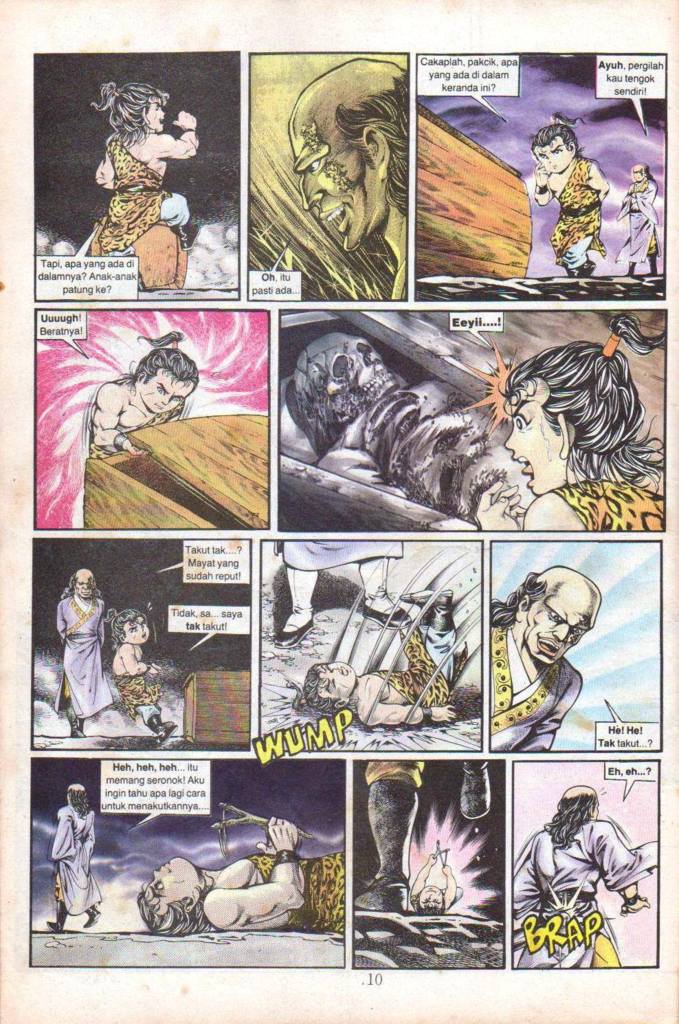 Tapi, apa yang ada di
dalamnya? Anak-anak
patung ke?
Oh, itu
pasti ada...
Cakaplah, pakcik, apa
yang ada di dalam
keranda ini?
Ayuh, pergilah
kau tengok
sendiri!
Uuuugh!
Beratnya!
Eeyii....!
Takut tak....?
Mayat yang
sudah reput!
Tidak, sa... saya
tak takut!
WUMP
He! He!
Tak takut...?
Heh, heh, heh... itu
memang seronok! Aku
ingin tahu apa lagi cara
untuk menakutkannya....
Eh, eh...?
BRAP
.10